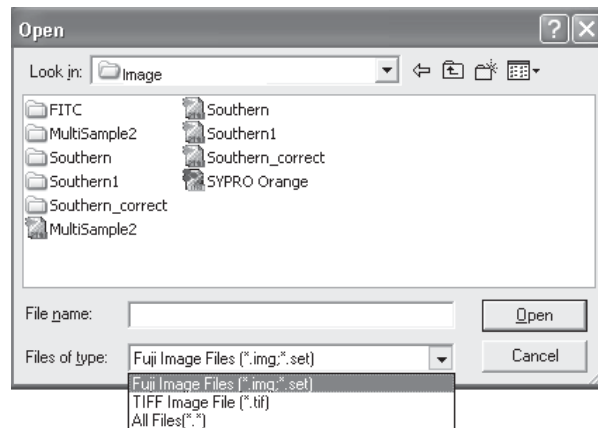 Open
Look in: Image
FITC
MultiSample2
Southern
Southern1
Southern_correct
MultiSample2
Southern
Southern1
Southern_correct
SYPRO Orange
File name:
Open
Files of type: Fuji Image Files (*.img;*.set)
Cancel
Fuji Image Files (*.img;*.set)
TIFF Image File (*.tif)
All Files(*.*)